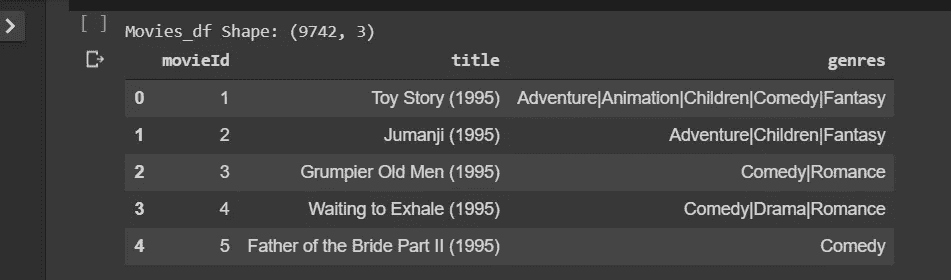 [ ] Movies_df Shape: (9742, 3)
movieId title genres
0 1 Toy Story (1995) Adventure|Animation|Children|Comedy|Fantasy
1 2 Jumanji (1995) Adventure|Children|Fantasy
2 3 Grumpier Old Men (1995) Comedy|Romance
3 4 Waiting to Exhale (1995) Comedy|Drama|Romance
4 5 Father of the Bride Part II (1995) Comedy